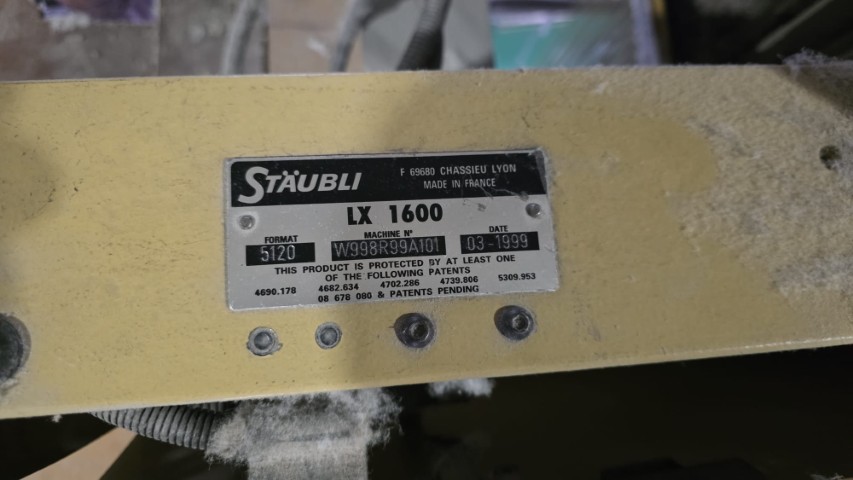 STÄUBLI
F 69680 CHASSIEU LYON
MADE IN FRANCE
LX 1600
FORMAT MACHINE N° DATE
5120 W998R99A101 03-1999
THIS PRODUCT IS PROTECTED BY AT LEAST ONE
OF THE FOLLOWING PATENTS
4690.178 4682.634 4702.286 4739.806 5309.953
08 678 080 & PATENTS PENDING